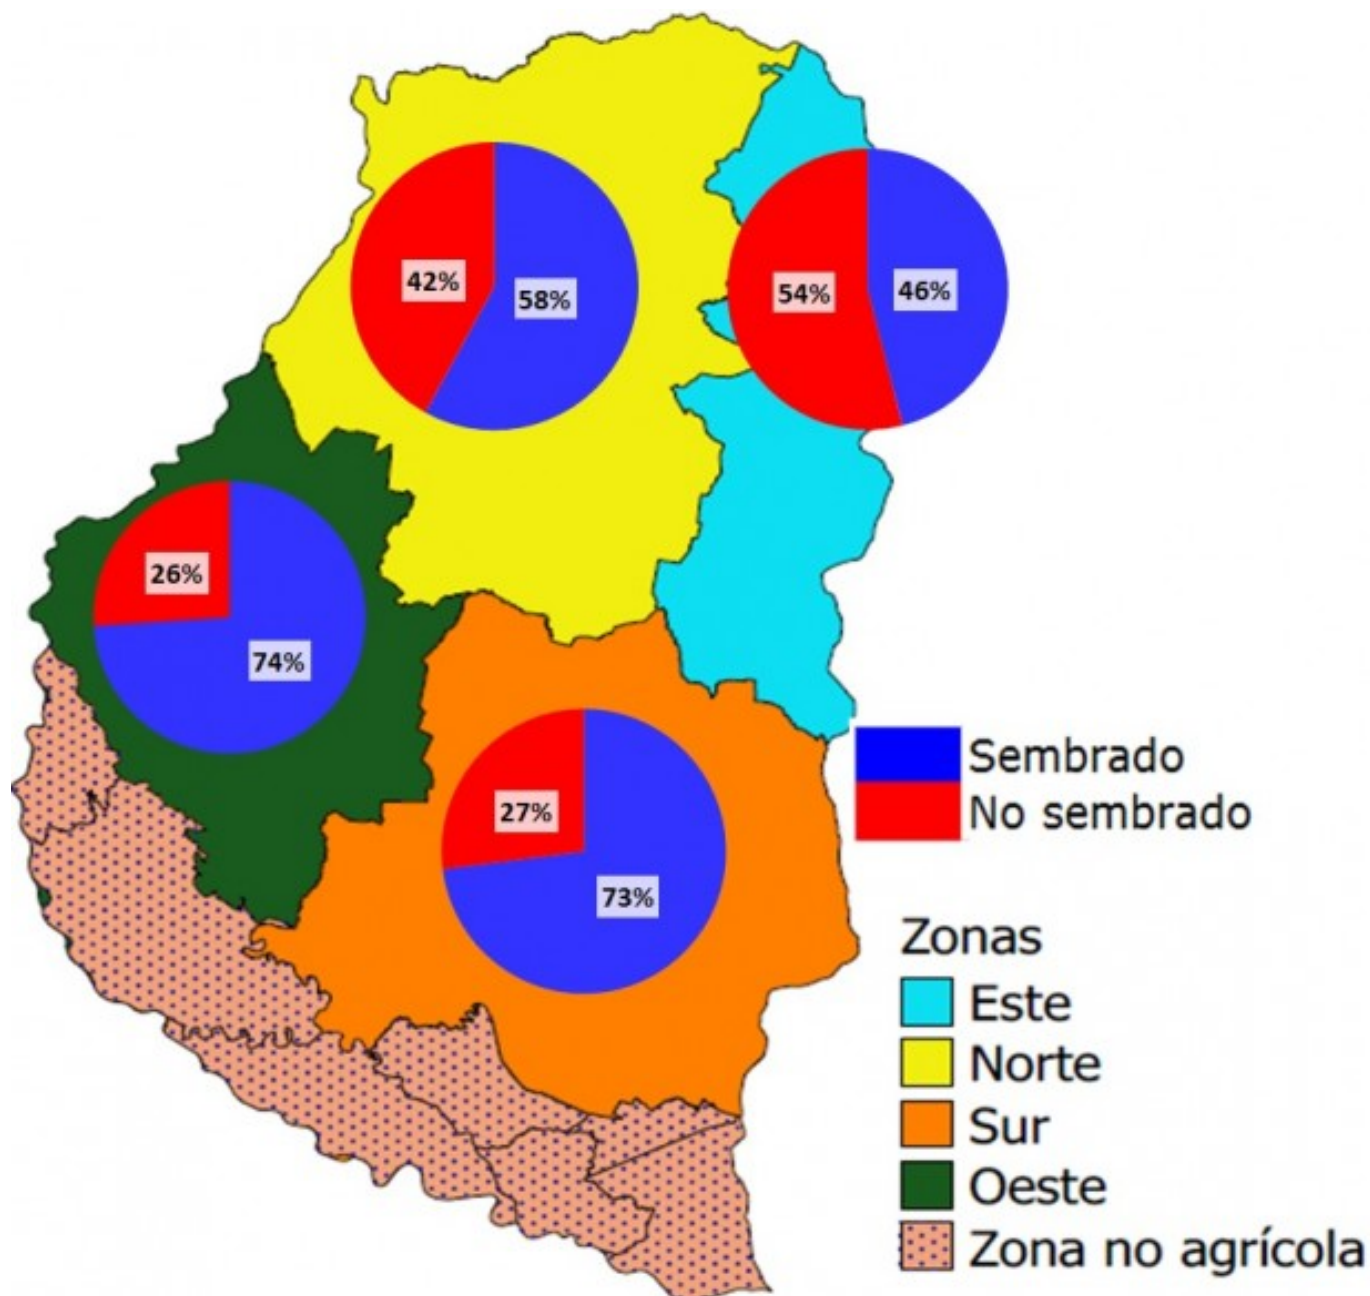 42%
58%
54%
46%
26%
74%
27%
73%
Sembrado
No sembrado
Zonas
Este
Norte
Sur
Oeste
Zona no agrícola